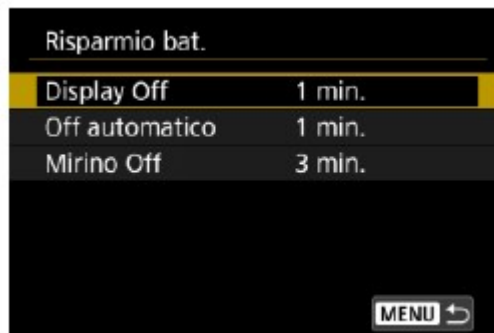 Risparmio bat.
Display Off 1 min.
Off automatico 1 min.
Mirino Off 3 min.
MENU